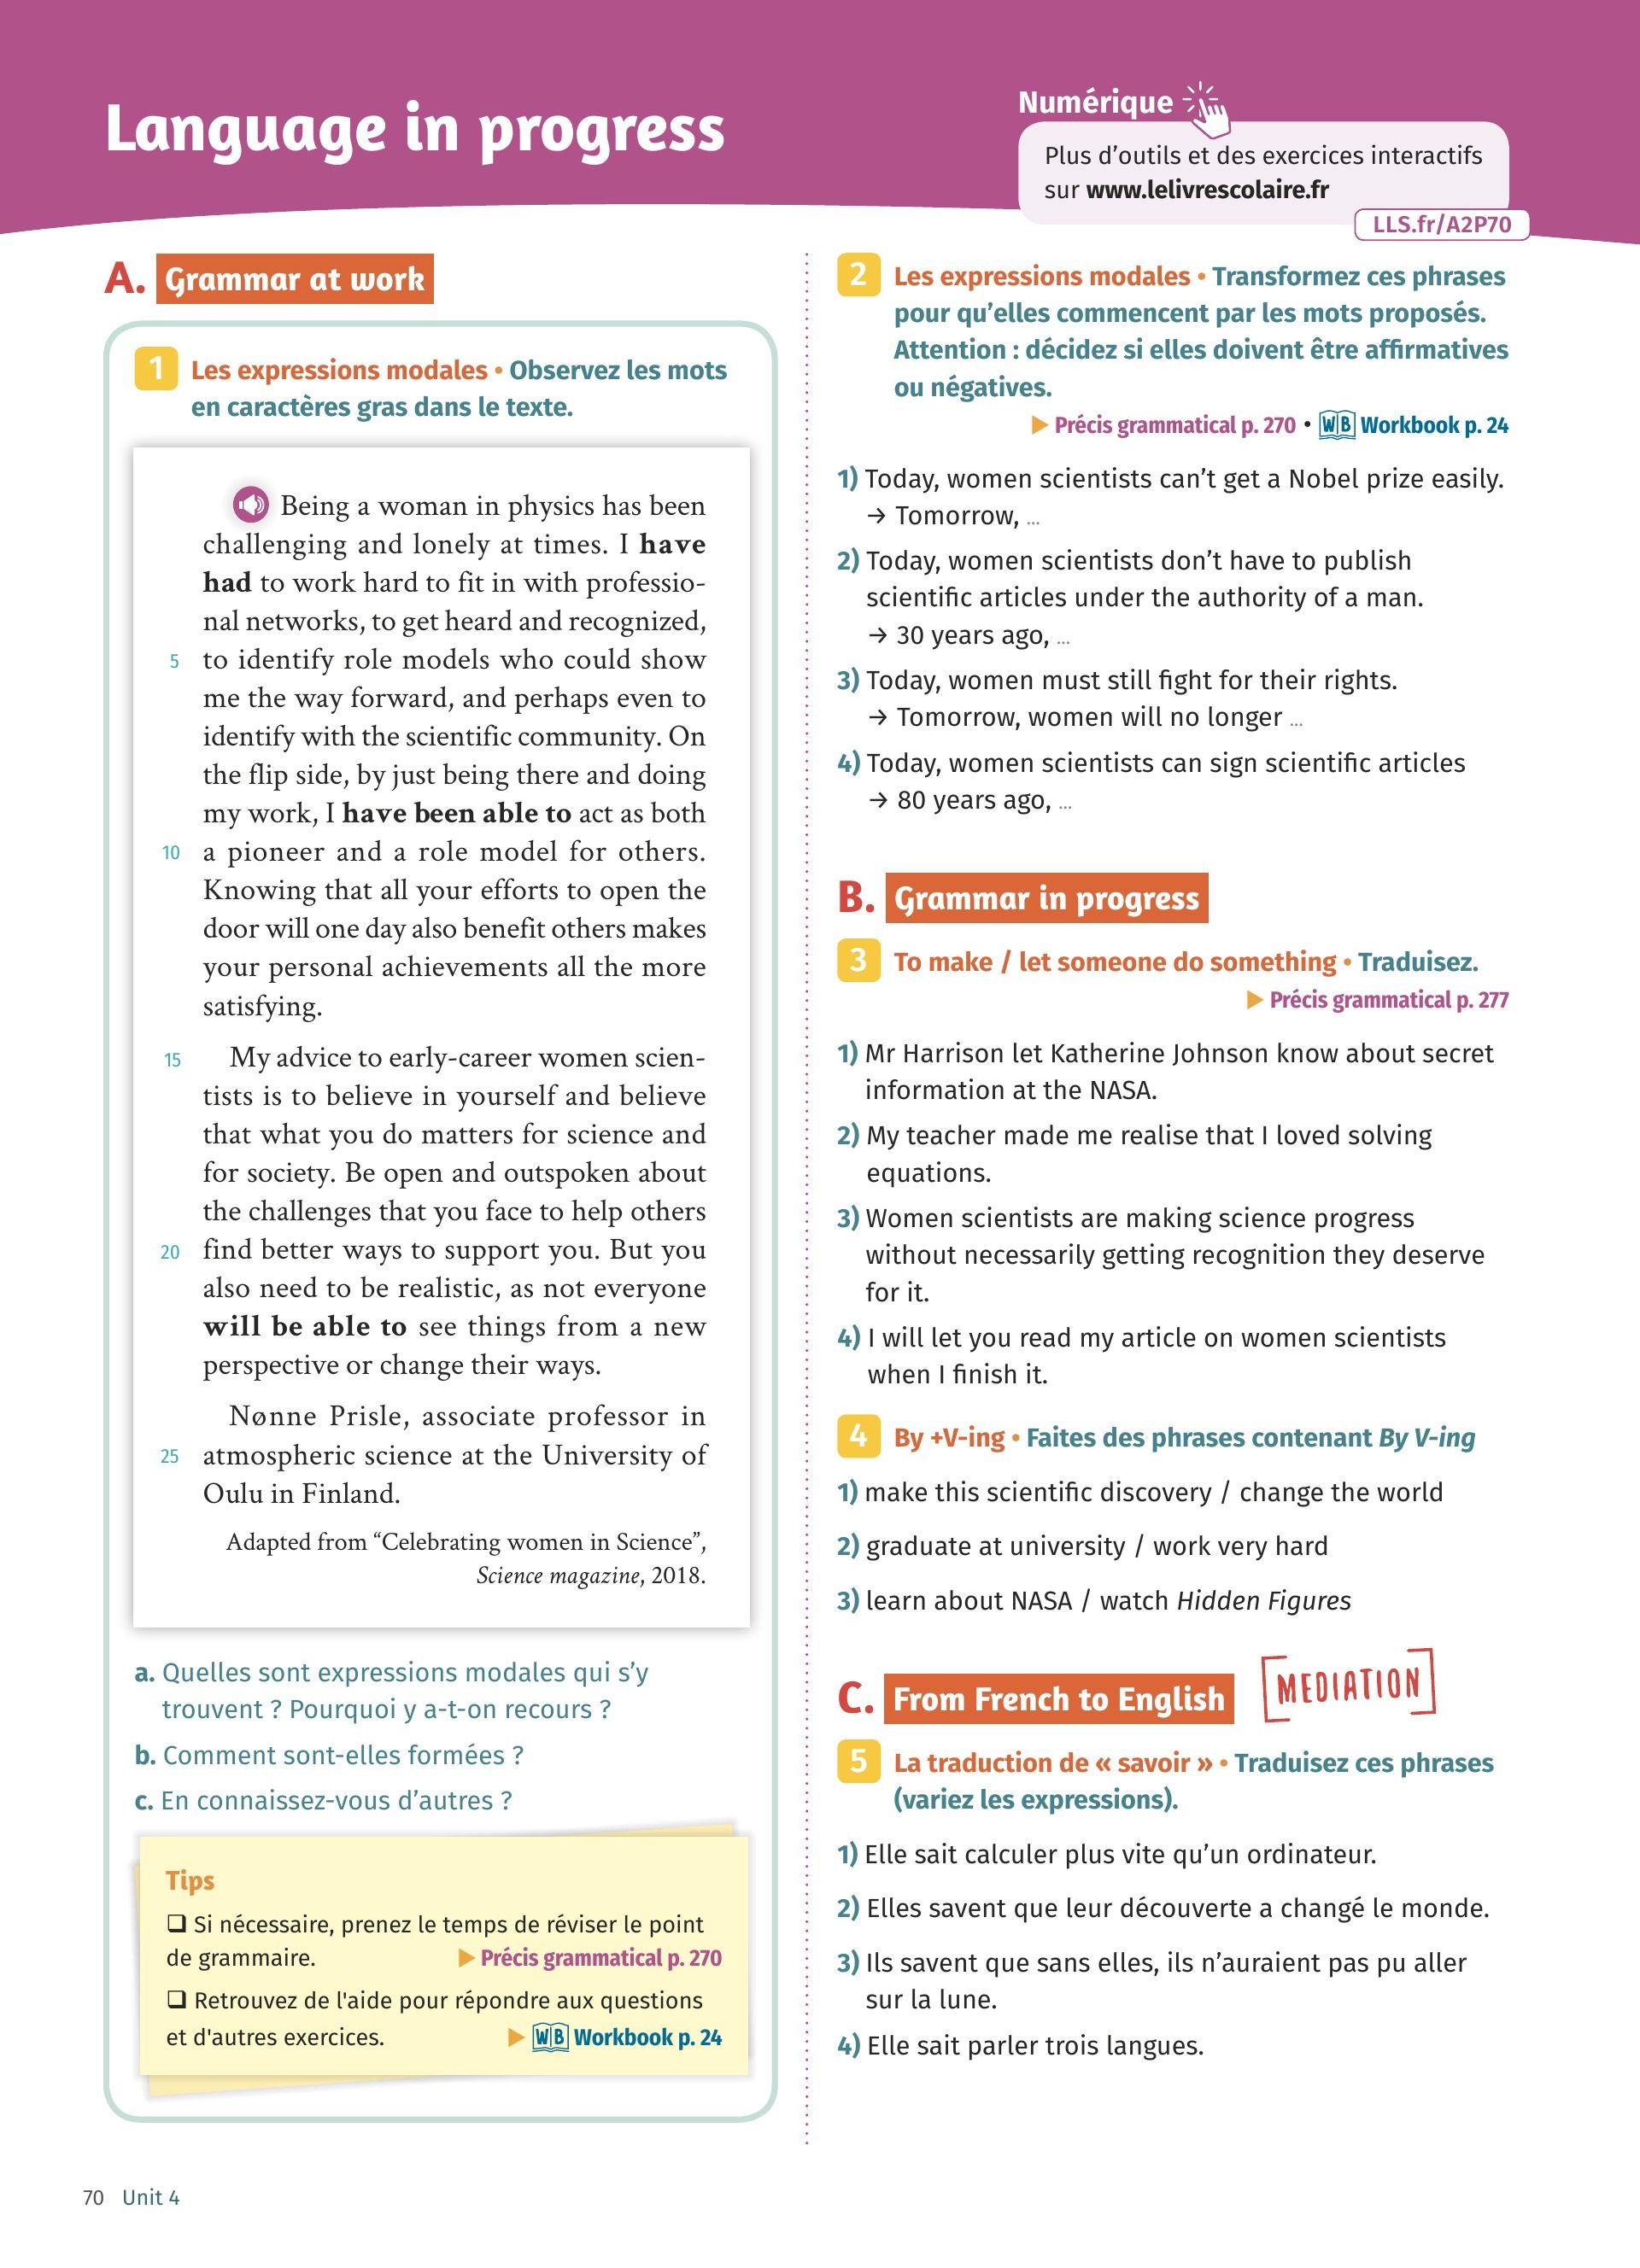 Language in progress
Numérique
Plus d'outils et des exercices interactifs
sur www.lelivrescolaire.fr
LLS.fr/A2P70
A. Grammar at work
1 Les expressions modales • Observez les mots
en caractères gras dans le texte.
Being a woman in physics has been
challenging and lonely at times. I have
had to work hard to fit in with professio-
nal networks, to get heard and recognized,
5 to identify role models who could show
me the way forward, and perhaps even to
identify with the scientific community. On
the flip side, by just being there and doing
my work, I have been able to act as both
10 a pioneer and a role model for others.
Knowing that all your efforts to open the
door will one day also benefit others makes
your personal achievements all the more
satisfying.
15 My advice to early-career women scien-
tists is to believe in yourself and believe
that what you do matters for science and
for society. Be open and outspoken about
the challenges that you face to help others
20 find better ways to support you. But you
also need to be realistic, as not everyone
will be able to see things from a new
perspective or change their ways.
Nønne Prisle, associate professor in
25 atmospheric science at the University of
Oulu in Finland.
Adapted from “Celebrating women in Science”,
Science magazine, 2018.
a. Quelles sont expressions modales qui s'y
trouvent ? Pourquoi y a-t-on recours ?
b. Comment sont-elles formées ?
c. En connaissez-vous d'autres ?
Tips
❑ Si nécessaire, prenez le temps de réviser le point
de grammaire. ▶ Précis grammatical p. 270
❑ Retrouvez de l'aide pour répondre aux questions
et d'autres exercices. ▶ WB Workbook p. 24
2 Les expressions modales • Transformez ces phrases
pour qu'elles commencent par les mots proposés.
Attention : décidez si elles doivent être affirmatives
ou négatives.
▶ Précis grammatical p. 270 • WB Workbook p. 24
1) Today, women scientists can't get a Nobel prize easily.
→ Tomorrow, ...
2) Today, women scientists don't have to publish
scientific articles under the authority of a man.
→ 30 years ago, ...
3) Today, women must still fight for their rights.
→ Tomorrow, women will no longer ...
4) Today, women scientists can sign scientific articles
→ 80 years ago, ...
B. Grammar in progress
3 To make / let someone do something • Traduisez.
▶ Précis grammatical p. 277
1) Mr Harrison let Katherine Johnson know about secret
information at the NASA.
2) My teacher made me realise that I loved solving
equations.
3) Women scientists are making science progress
without necessarily getting recognition they deserve
for it.
4) I will let you read my article on women scientists
when I finish it.
4 By +V-ing • Faites des phrases contenant By V-ing
1) make this scientific discovery / change the world
2) graduate at university / work very hard
3) learn about NASA / watch Hidden Figures
C. From French to English
MEDIATION
5 La traduction de « savoir » • Traduisez ces phrases
(variez les expressions).
1) Elle sait calculer plus vite qu'un ordinateur.
2) Elles savent que leur découverte a changé le monde.
3) Ils savent que sans elles, ils n'auraient pas pu aller
sur la lune.
4) Elle sait parler trois langues.
70 Unit 4